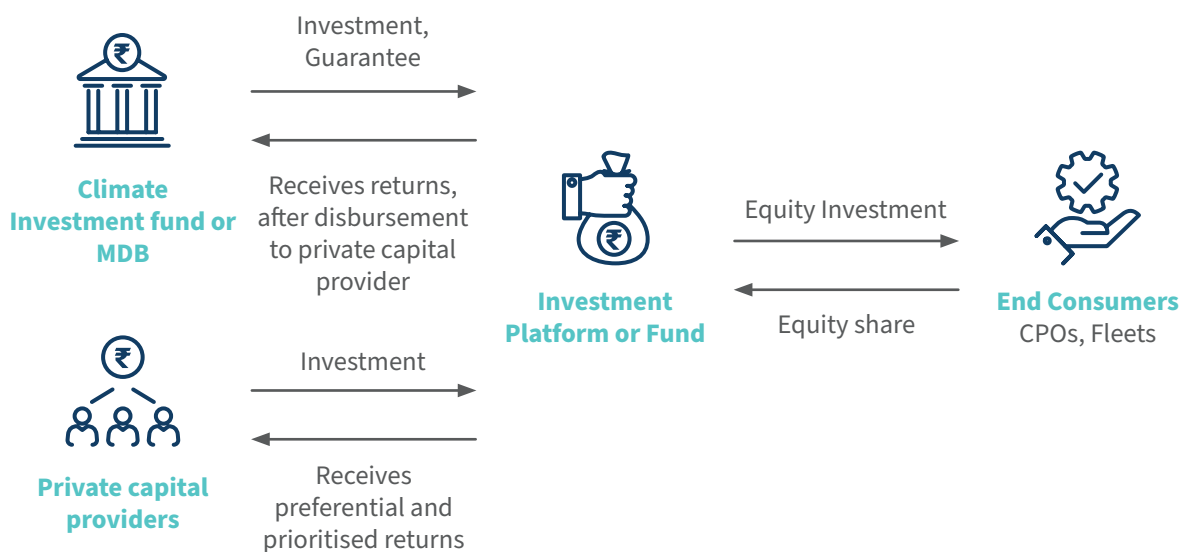 Investment,
Guarantee
₹
Climate
Investment fund or
MDB
Receives returns,
after disbursement
to private capital
provider
₹
Private capital
providers
Investment
Receives
preferential and
prioritised returns
₹
Investment
Platform or Fund
Equity Investment
Equity share
End Consumers
CPOs, Fleets